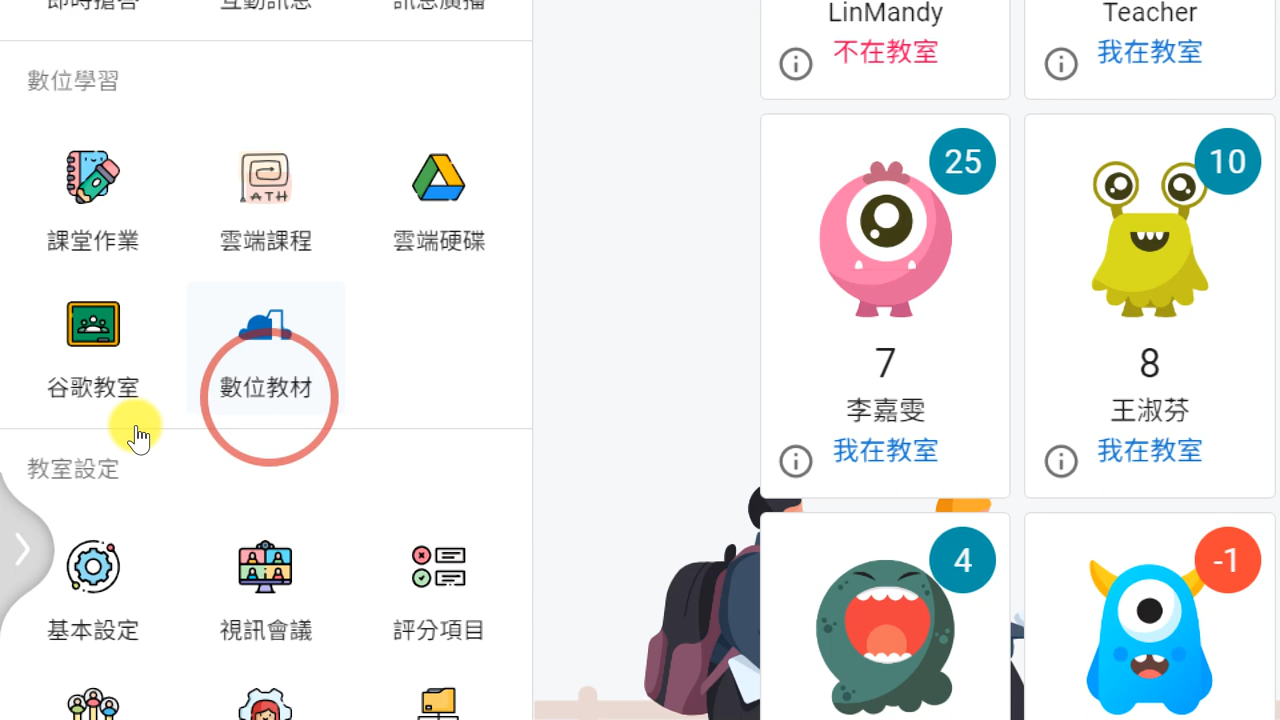 即時搶答
互動訊息
訊息廣播
數位學習
課堂作業
雲端課程
雲端硬碟
谷歌教室
數位教材
教室設定
基本設定
視訊會議
評分項目
LinMandy
不在教室
Teacher
我在教室
25
7
李嘉雯
我在教室
10
8
王淑芬
我在教室
4
-1
ATH